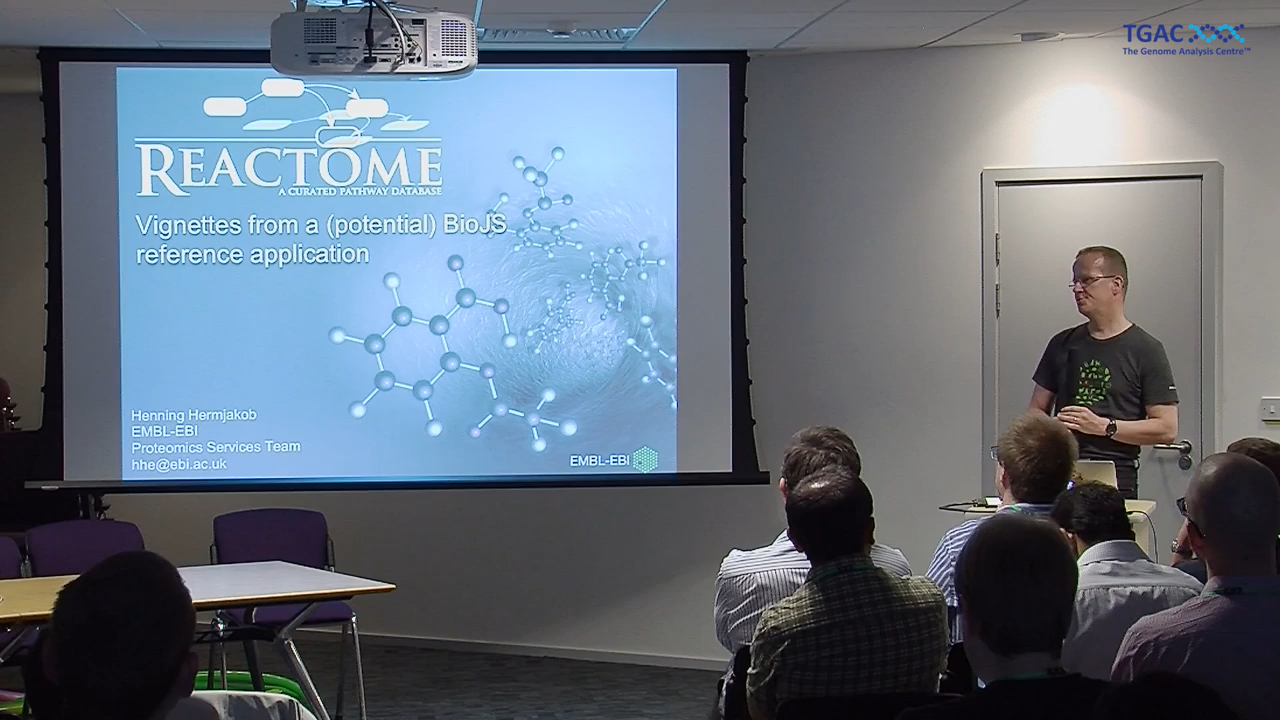 TGAC
The Genome Analysis Centre™
REACTOME
A CURATED PATHWAY DATABASE
Vignettes from a (potential) BioJS
reference application
Henning Hermjakob
EMBL-EBI
Proteomics Services Team
hhe@ebi.ac.uk
EMBL-EBI